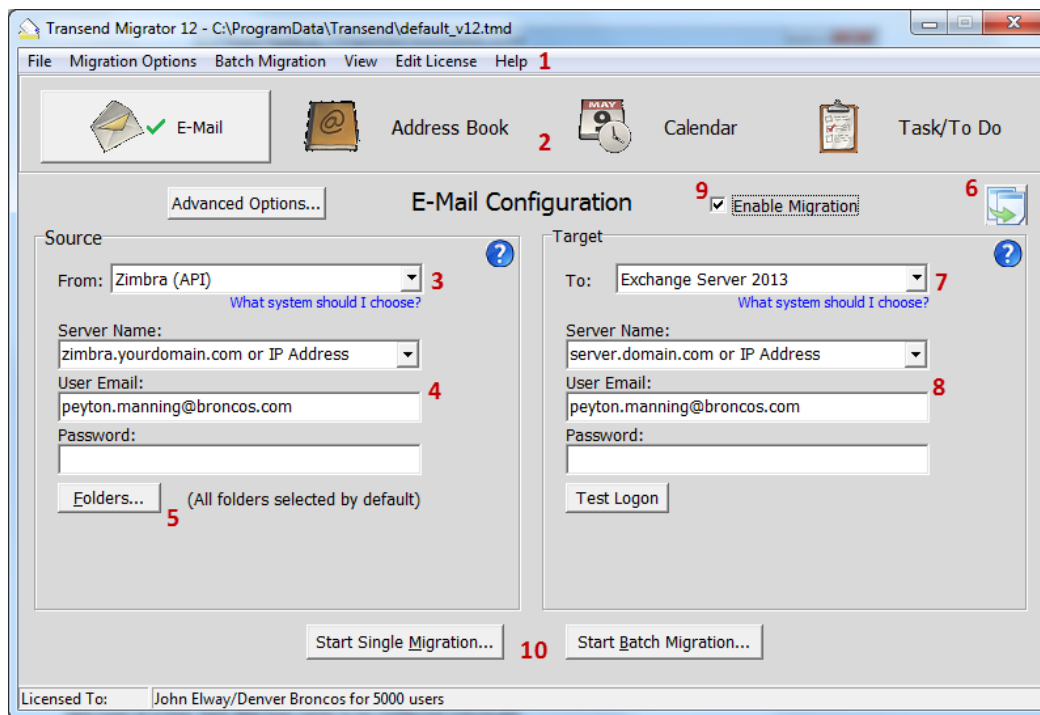 Transend Migrator 12 - C:\ProgramData\Transend\default_v12.tmd
File Migration Options Batch Migration View Edit License Help 1
MAY
9
E-Mail Address Book 2 Calendar Task/To Do
Advanced Options... E-Mail Configuration 9 Enable Migration 6
Source
From: Zimbra (API) 3
What system should I choose?
Server Name:
zimbra.yourdomain.com or IP Address
User Email: 4
peyton.manning@broncos.com
Password:
Folders... (All folders selected by default)
5
Target
To: Exchange Server 2013 7
What system should I choose?
Server Name:
server.domain.com or IP Address
User Email: 8
peyton.manning@broncos.com
Password:
Test Logon
Start Single Migration... 10 Start Batch Migration...
Licensed To: John Elway/Denver Broncos for 5000 users